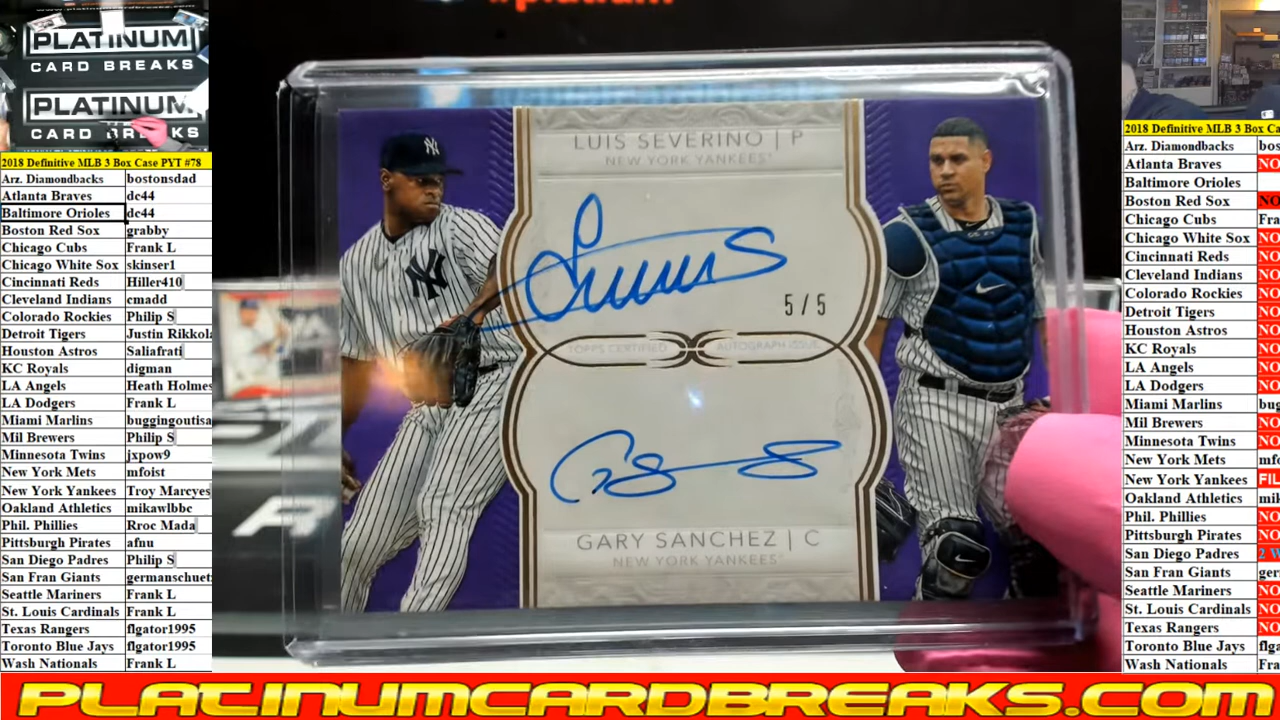 #platinum
PLATINUM
CARD BREAKS
PLATINUM
CARD BREAKS
2018 Definitive MLB 3 Box Case PYT #78
Arz. Diamondbacks bostonsdad
Atlanta Braves dc44
Baltimore Orioles dc44
Boston Red Sox grabby
Chicago Cubs Frank L
Chicago White Sox skinser1
Cincinnati Reds Hiller410
Cleveland Indians cmadd
Colorado Rockies Philip S
Detroit Tigers Justin Rikkola
Houston Astros Saliafrati
KC Royals digman
LA Angels Heath Holmes
LA Dodgers Frank L
Miami Marlins buggingoutisa
Mil Brewers Philip S
Minnesota Twins jxpow9
New York Mets mfoist
New York Yankees Troy Marcyes
Oakland Athletics mikawlbbc
Phil. Phillies Rroc Mada
Pittsburgh Pirates afnu
San Diego Padres Philip S
San Fran Giants germanschuet
Seattle Mariners Frank L
St. Louis Cardinals Frank L
Texas Rangers flgator1995
Toronto Blue Jays flgator1995
Wash Nationals Frank L
LUIS SEVERINO | P
NEW YORK YANKEES
5/5
TOPPS CERTIFIED AUTOGRAPH ISSUE
GARY SANCHEZ | C
NEW YORK YANKEES
2018 Definitive MLB 3 Box Ca
Arz. Diamondbacks bos
Atlanta Braves NO
Baltimore Orioles
Boston Red Sox NO
Chicago Cubs Fra
Chicago White Sox NO
Cincinnati Reds NO
Cleveland Indians NO
Colorado Rockies NO
Detroit Tigers NO
Houston Astros NO
KC Royals NO
LA Angels NO
LA Dodgers NO
Miami Marlins bug
Mil Brewers NO
Minnesota Twins NO
New York Mets mfo
New York Yankees FIL
Oakland Athletics mik
Phil. Phillies NO
Pittsburgh Pirates NO
San Diego Padres 2 W
San Fran Giants ger
Seattle Mariners NO
St. Louis Cardinals NO
Texas Rangers NO
Toronto Blue Jays flga
Wash Nationals Fra
PLATINUMCARDBREAKS.COM